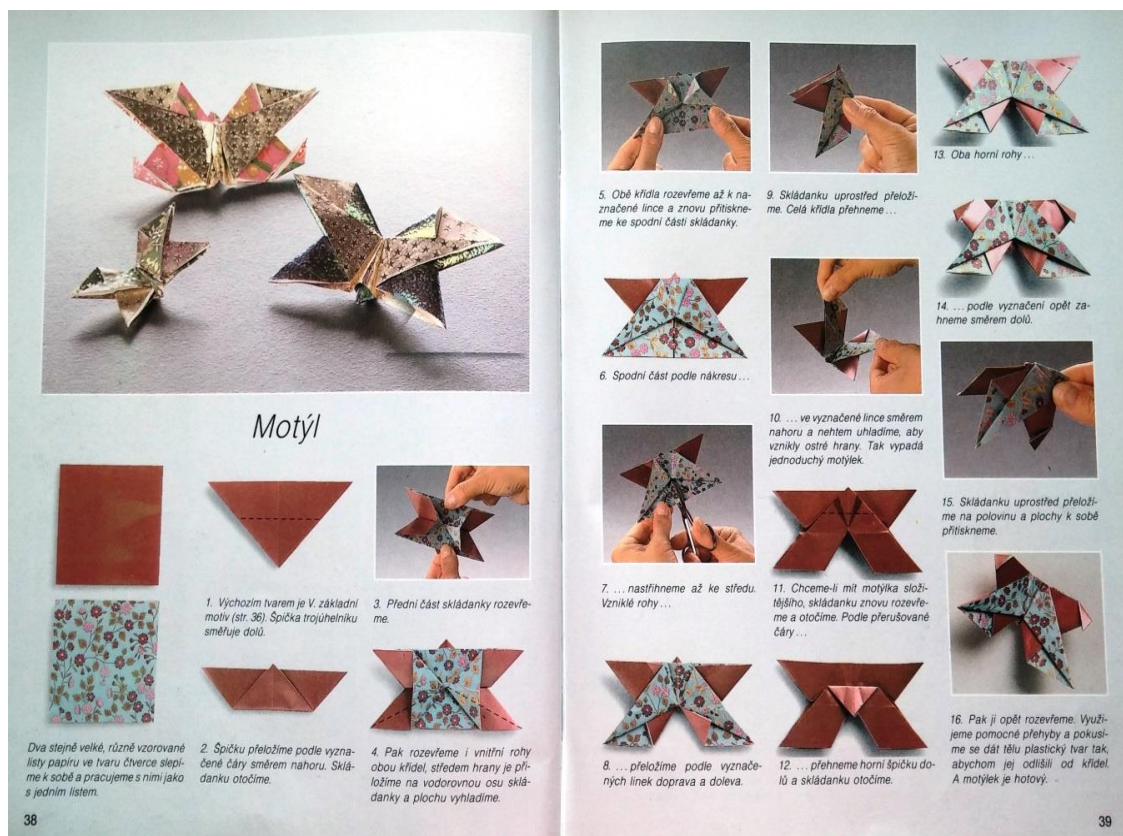 Motýl
Dva stejně velké, různě vzorované
listy papíru ve tvaru čtverce slepí-
me k sobě a pracujeme s nimi jako
s jedním listem.
1. Výchozím tvarem je V. základní
motiv (str. 36). Špička trojúhelníku
směřuje dolů.
2. Špičku přeložíme podle vyzna-
čené čáry směrem nahoru. Sklá-
danku otočíme.
3. Přední část skládanky rozevře-
me.
4. Pak rozevřeme i vnitřní rohy
obou křídel, středem hrany je při-
ložíme na vodorovnou osu sklá-
danky a plochu vyhladíme.
38
5. Obě křídla rozevřeme až k na-
značené lince a znovu přitiskne-
me ke spodní části skládanky.
6. Spodní část podle nákresu...
7. ...nastřihneme až ke středu.
Vzniklé rohy...
8. ...přeložíme podle vyznače-
ných linek doprava a doleva.
9. Skládanku uprostřed přeloží-
me. Celá křídla přehneme...
10. ...ve vyznačené lince směrem
nahoru a nehtem uhladíme, aby
vznikly ostré hrany. Tak vypadá
jednoduchý motýlek.
11. Chceme-li mít motýlka složi-
tějšího, skládanku znovu rozevře-
me a otočíme. Podle přerušované
čáry...
12. ...přehneme horní špičku do-
lů a skládanku otočíme.
13. Oba horní rohy...
14. ...podle vyznačení opět za-
hneme směrem dolů.
15. Skládanku uprostřed přeloží-
me na polovinu a plochy k sobě
přitiskneme.
16. Pak ji opět rozevřeme. Využi-
jeme pomocné přehyby a pokusí-
me se dát tělu plastický tvar tak,
abychom jej odlišili od křídel.
A motýlek je hotový.
39